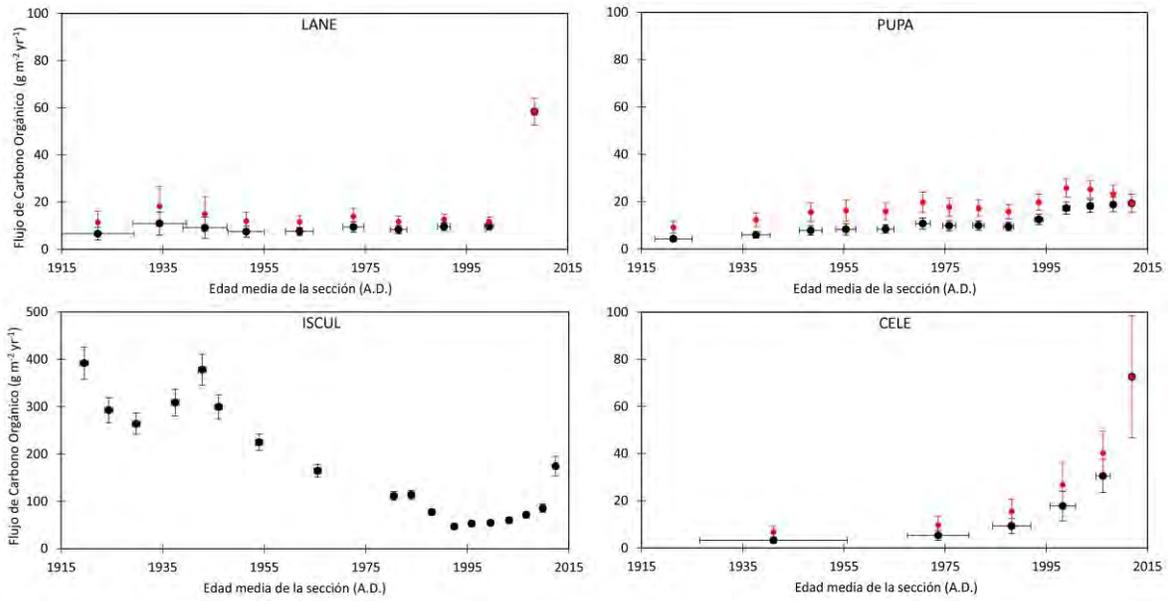 LANE
Flujo de Carbono Orgánico (g m⁻² yr⁻¹)
100
80
60
40
20
0
1915 1935 1955 1975 1995 2015
Edad media de la sección (A.D.)
PUPA
100
80
60
40
20
0
1915 1935 1955 1975 1995 2015
Edad media de la sección (A.D.)
ISCUL
Flujo de Carbono Orgánico (g m⁻² yr⁻¹)
500
400
300
200
100
0
1915 1935 1955 1975 1995 2015
Edad media de la sección (A.D.)
CELE
100
80
60
40
20
0
1915 1935 1955 1975 1995 2015
Edad media de la sección (A.D.)